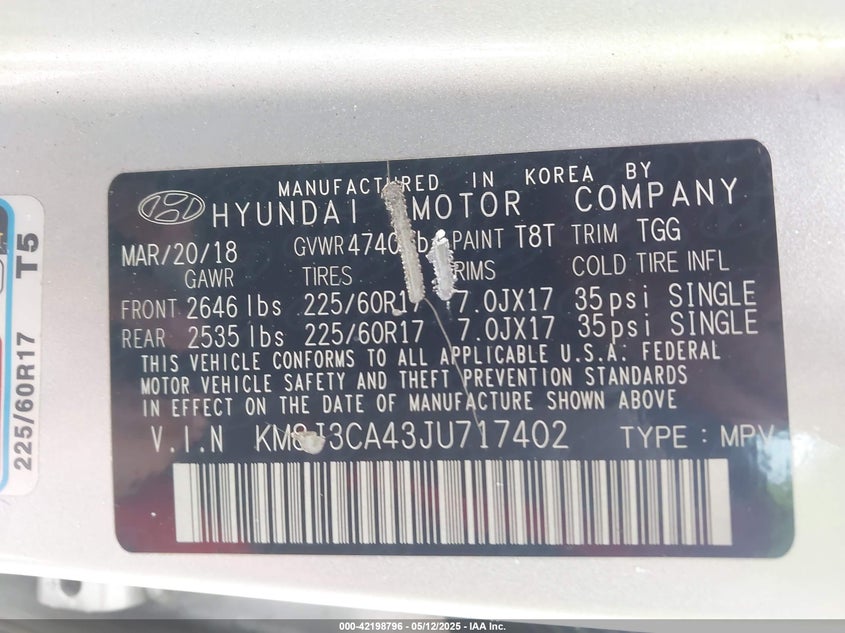 MANUFACTURED IN KOREA BY
HYUNDAI MOTOR COMPANY
MAR/20/18 GVWR PAINT T8T TRIM TGG
GAWR TIRES RIMS COLD TIRE INFL
FRONT 2646 lbs 225/60R17 7.0JX17 35psi SINGLE
REAR 2535 lbs 225/60R17 7.0JX17 35psi SINGLE
THIS VEHICLE CONFORMS TO ALL APPLICABLE U.S.A: FEDERAL
MOTOR VEHICLE SAFETY AND THEFT PREVENTION STANDARDS
IN EFFECT ON THE DATE OF MANUFACTURE SHOWN ABOVE
V.I.N KM8J3CA43JU717402 TYPE : MPV
225/60R17 T5
000-42198796 - 05/12/2025 - IAA Inc.